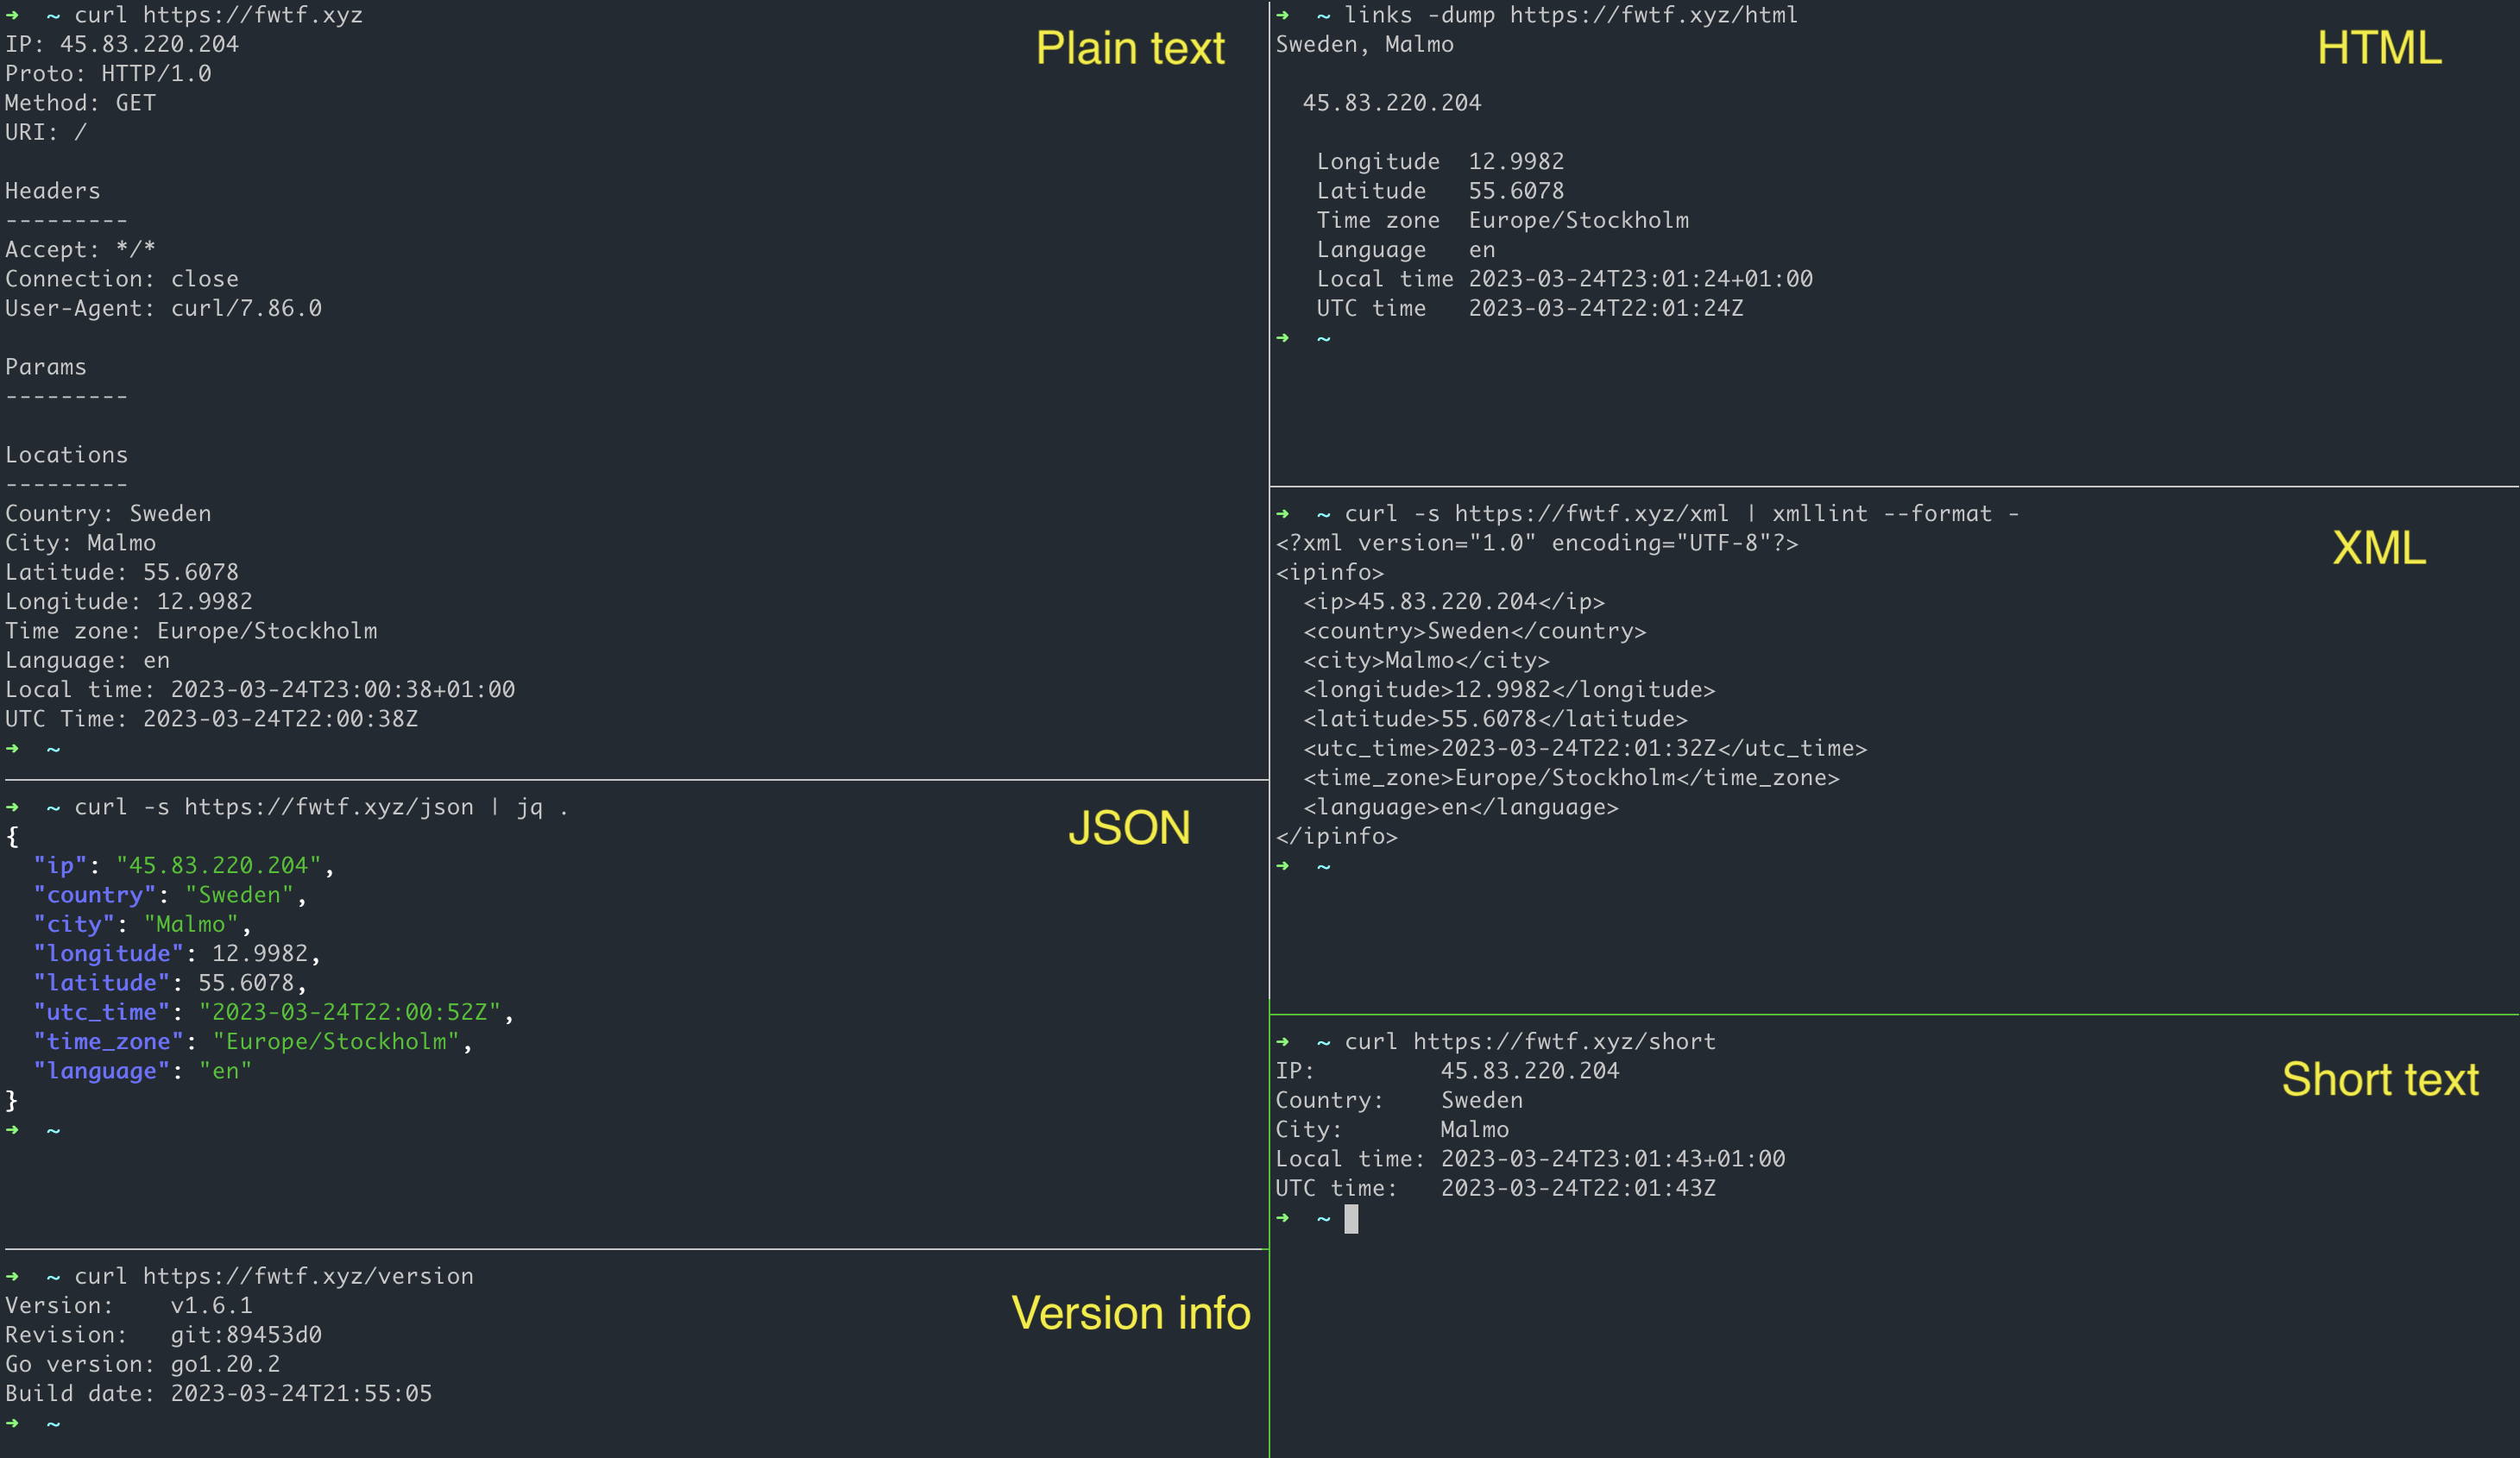 ➜  ~ curl https://fwtf.xyz
Plain text
IP: 45.83.220.204
Proto: HTTP/1.0
Method: GET
URI: /

Headers
---------
Accept: */*
Connection: close
User-Agent: curl/7.86.0

Params
---------

Locations
---------
Country: Sweden
City: Malmo
Latitude: 55.6078
Longitude: 12.9982
Time zone: Europe/Stockholm
Language: en
Local time: 2023-03-24T23:00:38+01:00
UTC Time: 2023-03-24T22:00:38Z
➜  ~
➜  ~ curl -s https://fwtf.xyz/json | jq .
JSON
{
  "ip": "45.83.220.204",
  "country": "Sweden",
  "city": "Malmo",
  "longitude": 12.9982,
  "latitude": 55.6078,
  "utc_time": "2023-03-24T22:00:52Z",
  "time_zone": "Europe/Stockholm",
  "language": "en"
}
➜  ~
➜  ~ curl https://fwtf.xyz/version
Version info
Version:    v1.6.1
Revision:   git:89453d0
Go version: go1.20.2
Build date: 2023-03-24T21:55:05
➜  ~
➜  ~ links -dump https://fwtf.xyz/html
HTML
Sweden, Malmo

  45.83.220.204

   Longitude  12.9982
   Latitude   55.6078
   Time zone  Europe/Stockholm
   Language   en
   Local time 2023-03-24T23:01:24+01:00
   UTC time   2023-03-24T22:01:24Z
➜  ~
➜  ~ curl -s https://fwtf.xyz/xml | xmllint --format -
XML
<?xml version="1.0" encoding="UTF-8"?>
<ipinfo>
  <ip>45.83.220.204</ip>
  <country>Sweden</country>
  <city>Malmo</city>
  <longitude>12.9982</longitude>
  <latitude>55.6078</latitude>
  <utc_time>2023-03-24T22:01:32Z</utc_time>
  <time_zone>Europe/Stockholm</time_zone>
  <language>en</language>
</ipinfo>
➜  ~
➜  ~ curl https://fwtf.xyz/short
Short text
IP:         45.83.220.204
Country:    Sweden
City:       Malmo
Local time: 2023-03-24T23:01:43+01:00
UTC time:   2023-03-24T22:01:43Z
➜  ~